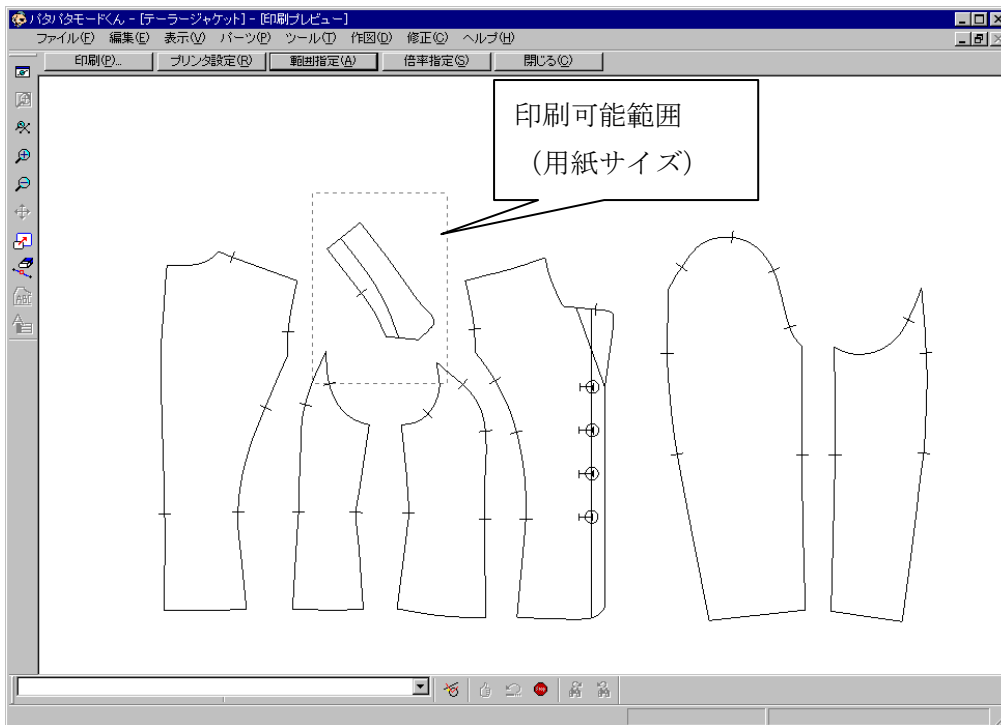 パタパタモードくん - [テーラージャケット] - [印刷プレビュー]
ファイル(F) 編集(E) 表示(V) パーツ(P) ツール(T) 作図(D) 修正(C) ヘルプ(H)
印刷(P)... プリンタ設定(R) 範囲指定(A) 倍率指定(S) 閉じる(C)
印刷可能範囲
（用紙サイズ）
ABC
A
STOP